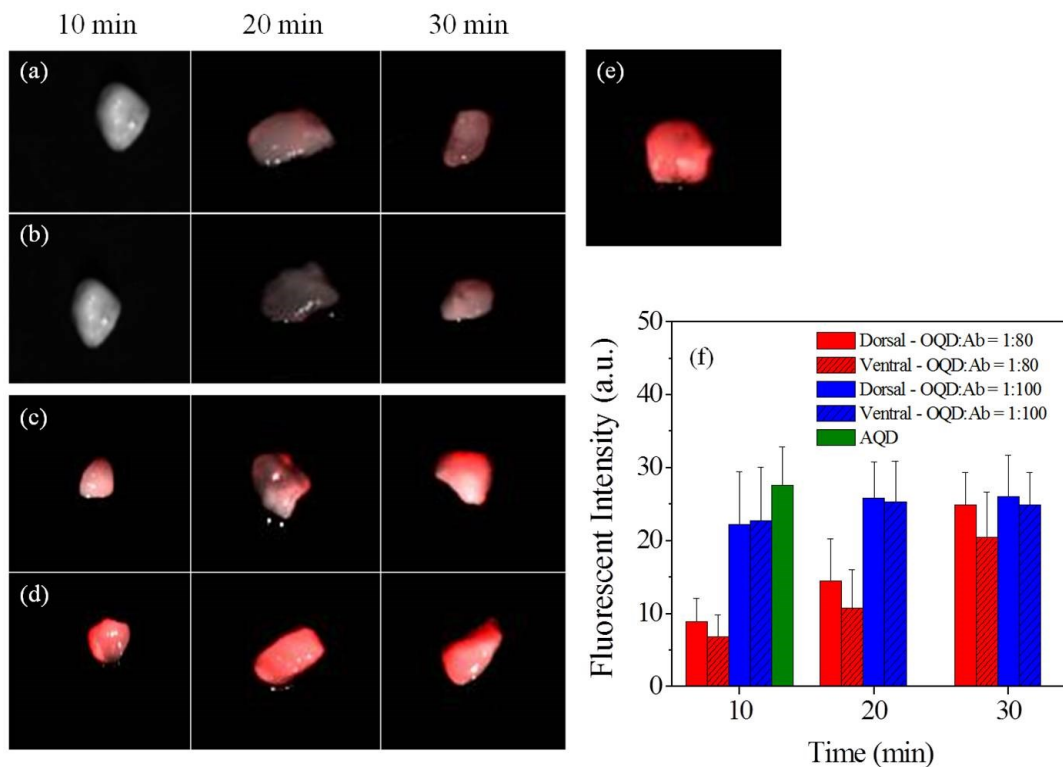 10 min 20 min 30 min
(a)
(b)
(c)
(d)
(e)
(f)
Dorsal - OQD:Ab = 1:80
Ventral - OQD:Ab = 1:80
Dorsal - OQD:Ab = 1:100
Ventral - OQD:Ab = 1:100
AQD
Fluorescent Intensity (a.u.)
50
40
30
20
10
0
10 20 30
Time (min)